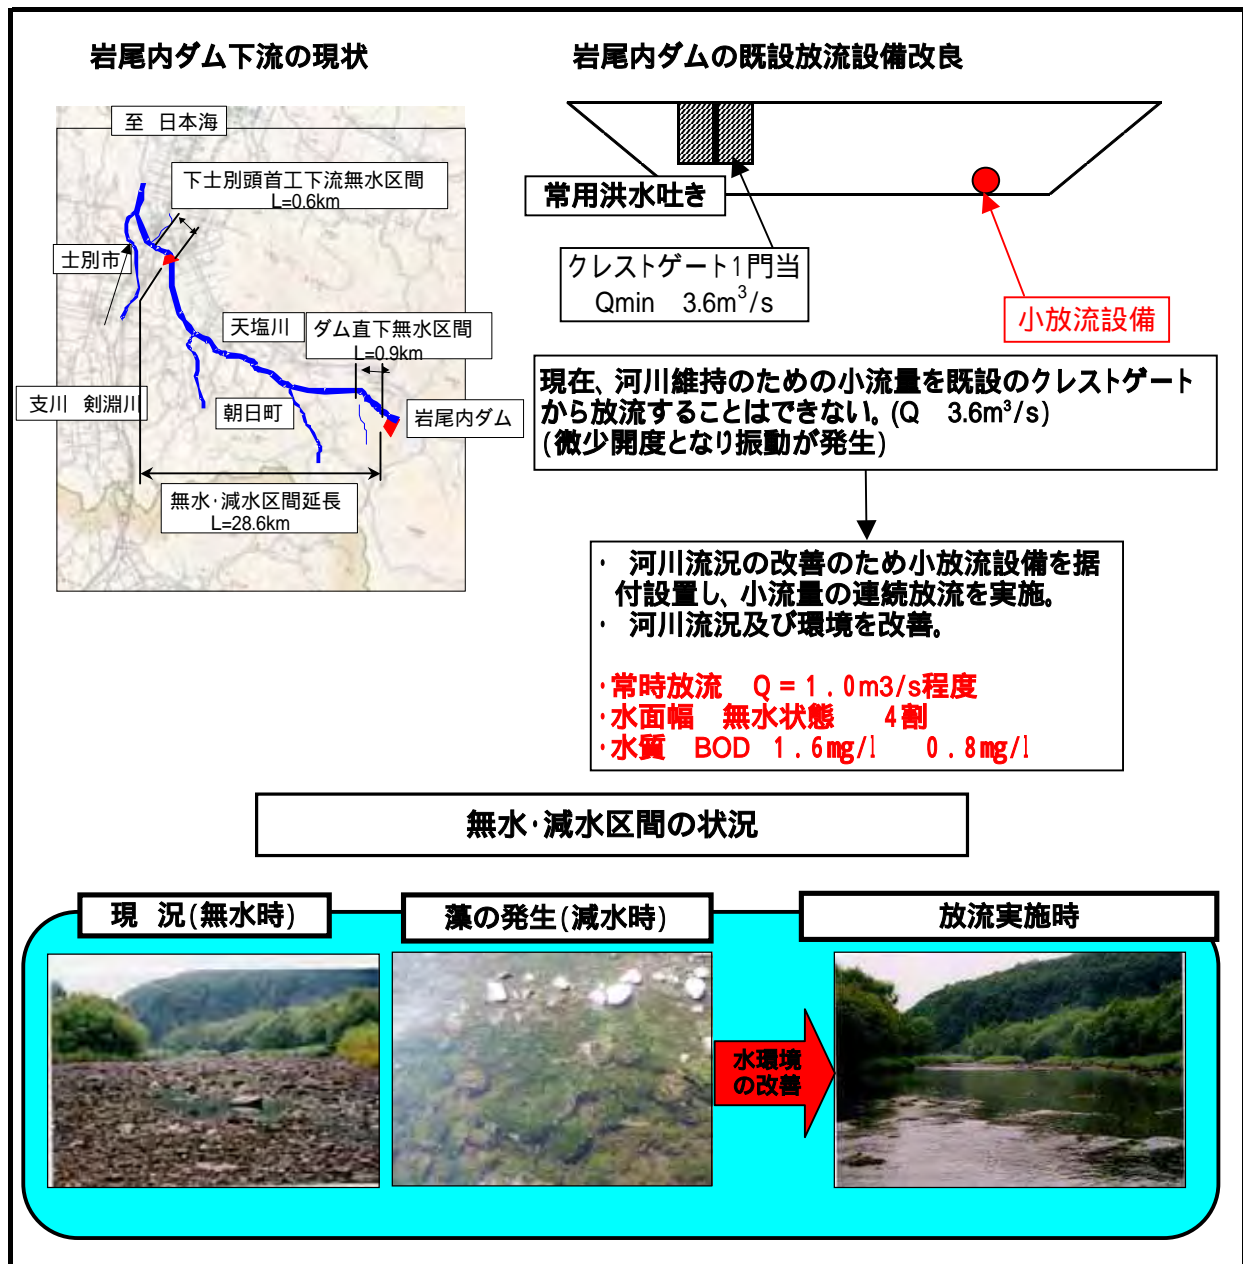 岩尾内ダム下流の現状
至 日本海
下士別頭首工下流無水区間
L=0.6km
士別市
天塩川
ダム直下無水区間
L=0.9km
支川 剣淵川
朝日町
岩尾内ダム
無水･減水区間延長
L=28.6km
岩尾内ダムの既設放流設備改良
常用洪水吐き
クレストゲート1門当
Qmin 3.6m³/s
小放流設備
現在、河川維持のための小流量を既設のクレストゲート
から放流することはできない。(Q 3.6m³/s)
(微少開度となり振動が発生)
・ 河川流況の改善のため小放流設備を据
付設置し、小流量の連続放流を実施。
・ 河川流況及び環境を改善。
・常時放流 Q=1.0m3/s程度
・水面幅 無水状態 4割
・水質 BOD 1.6mg/l 0.8mg/l
無水･減水区間の状況
現 況(無水時)
藻の発生(減水時)
放流実施時
水環境
の改善